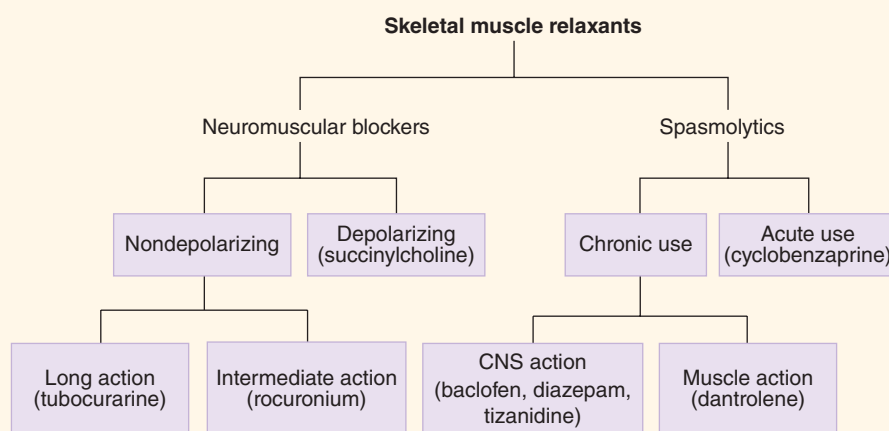 Skeletal muscle relaxants
Neuromuscular blockers
Spasmolytics
Nondepolarizing
Depolarizing
(succinylcholine)
Chronic use
Acute use
(cyclobenzaprine)
Long action
(tubocurarine)
Intermediate action
(rocuronium)
CNS action
(baclofen, diazepam,
tizanidine)
Muscle action
(dantrolene)